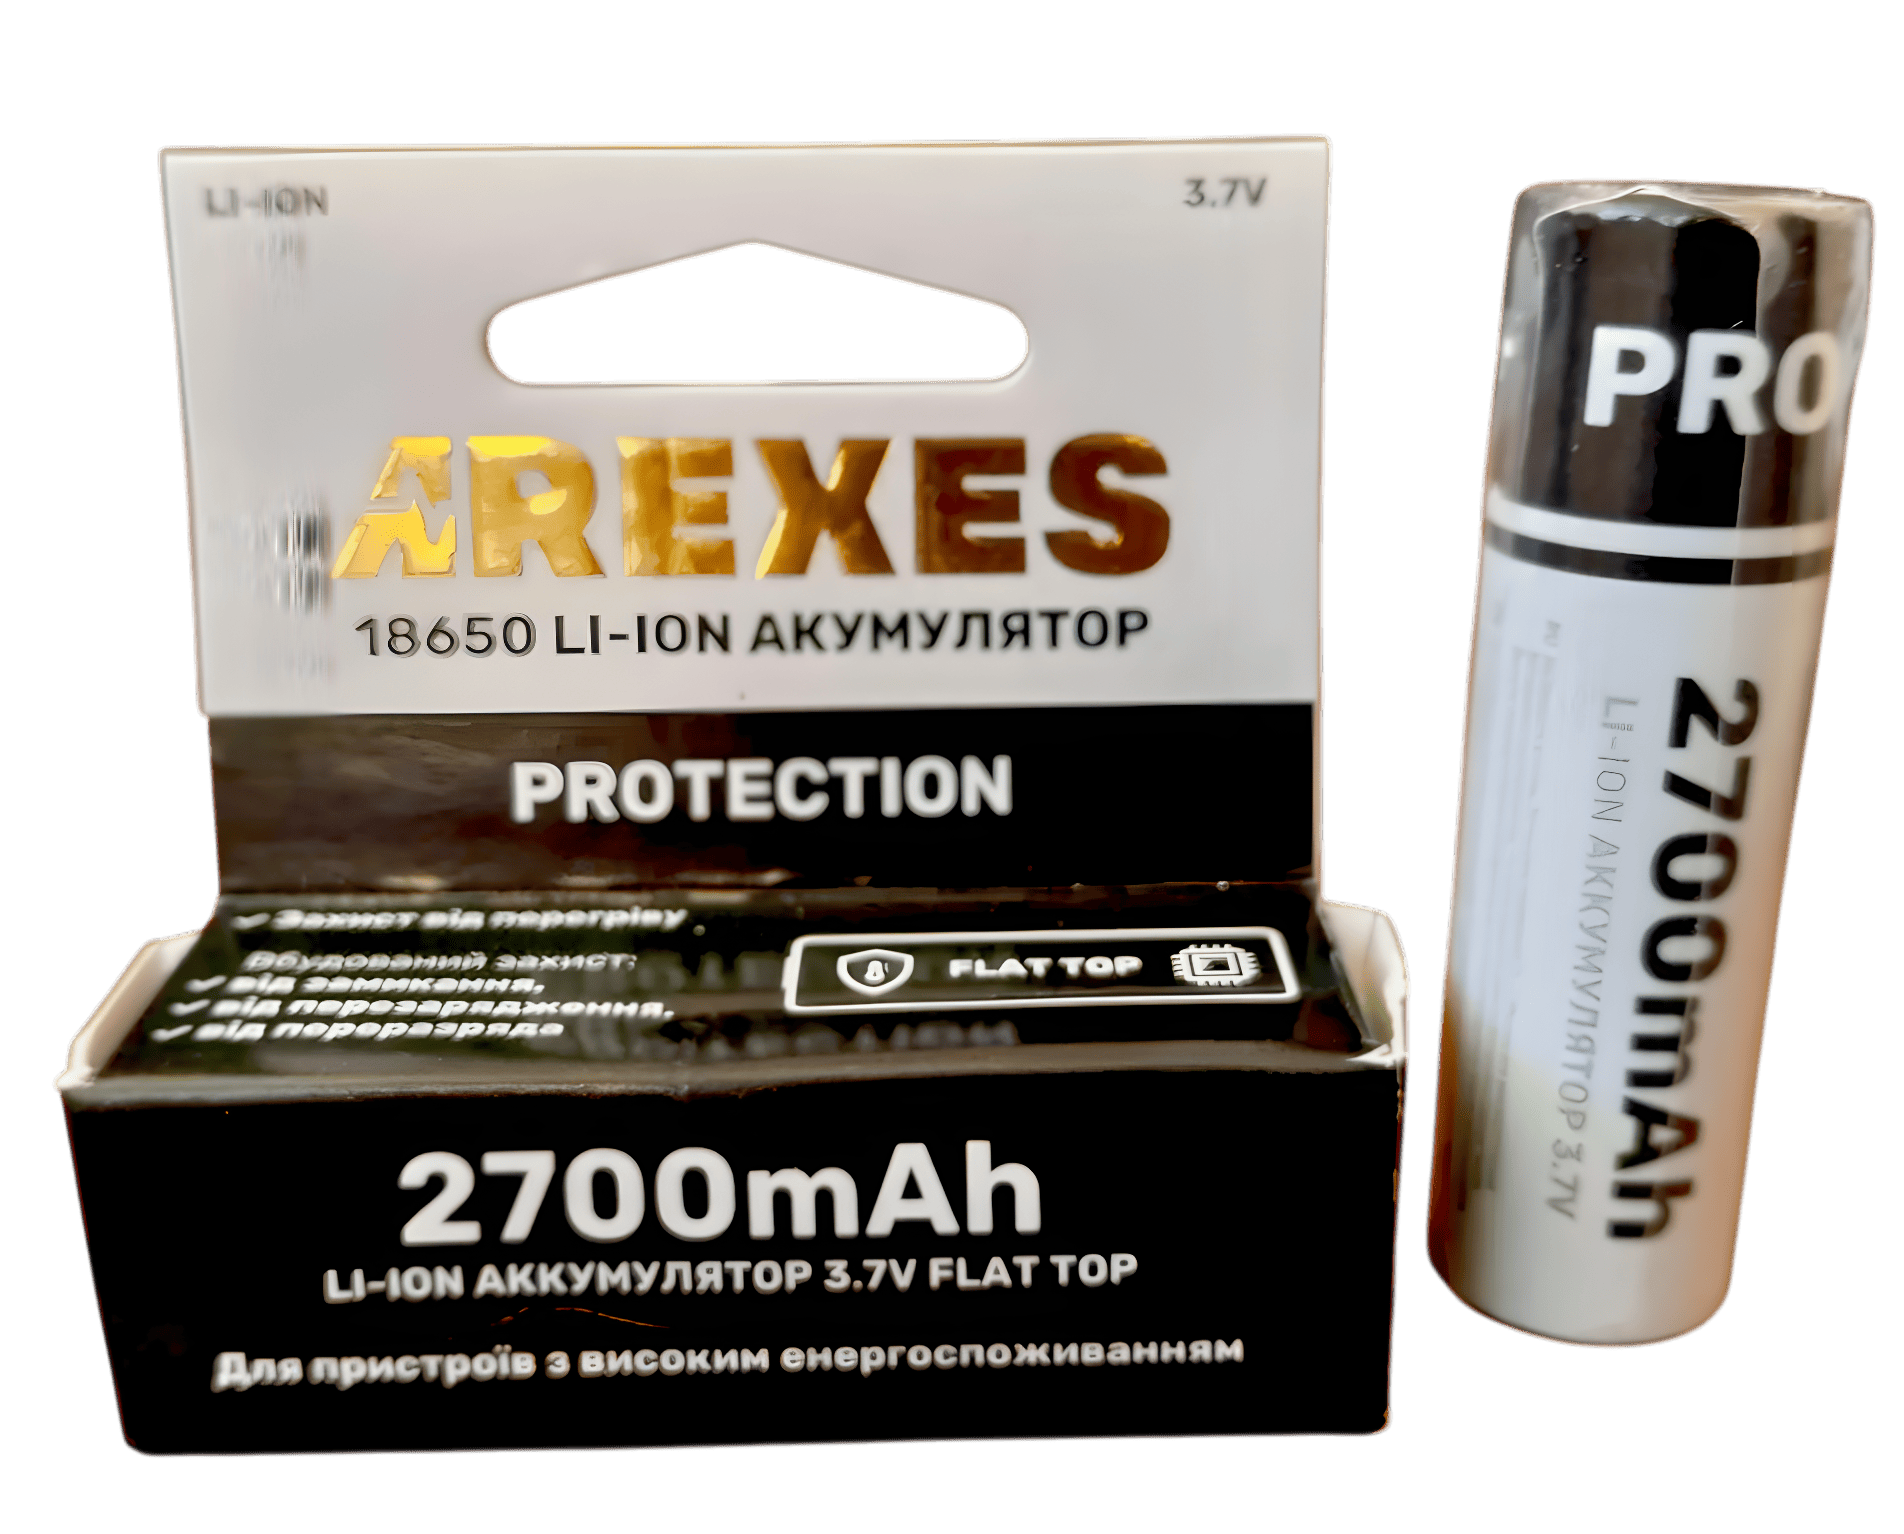 LI-ION
3.7V
AREXES
18650 LI-ION АКУМУЛЯТОР
PROTECTION
Захист від перегріву
Вбудований захист:
від замикання,
від перезарядження,
від перерозряда
FLAT TOP
2700mAh
LI-ION АККУМУЛЯТОР 3.7V FLAT TOP
Для пристроїв з високим енергоспоживанням
PRO
2700mAh
LI-ION АККУМУЛЯТОР 3.7V